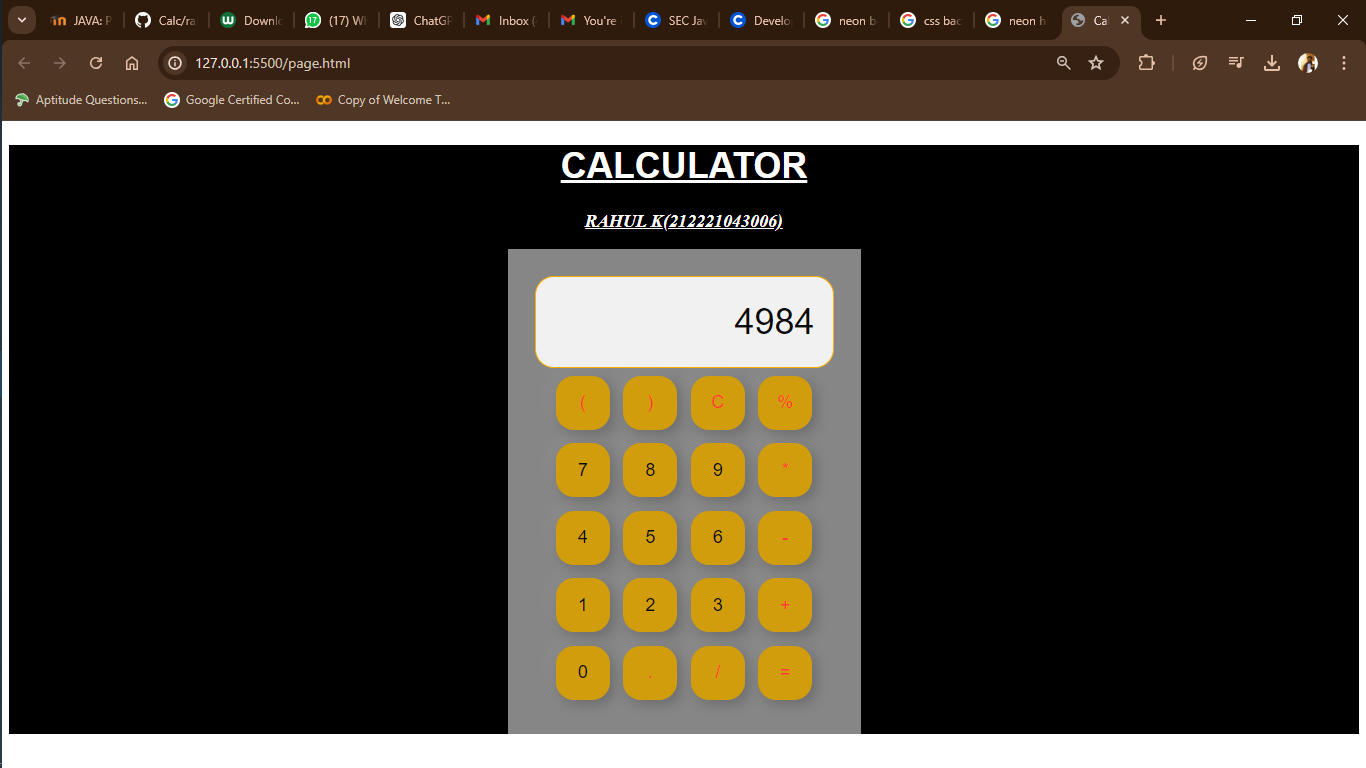 JAVA: P
Calc/ra
Downlo
(17) Wh
ChatGP
Inbox (
You're
SEC Jav
Develop
neon b
css bac
neon h
Cal
127.0.0.1:5500/page.html
Aptitude Questions...
Google Certified Co...
Copy of Welcome T...
CALCULATOR
RAHUL K(212221043006)
4984
( ) C %
7 8 9 *
4 5 6 -
1 2 3 +
0 . / =